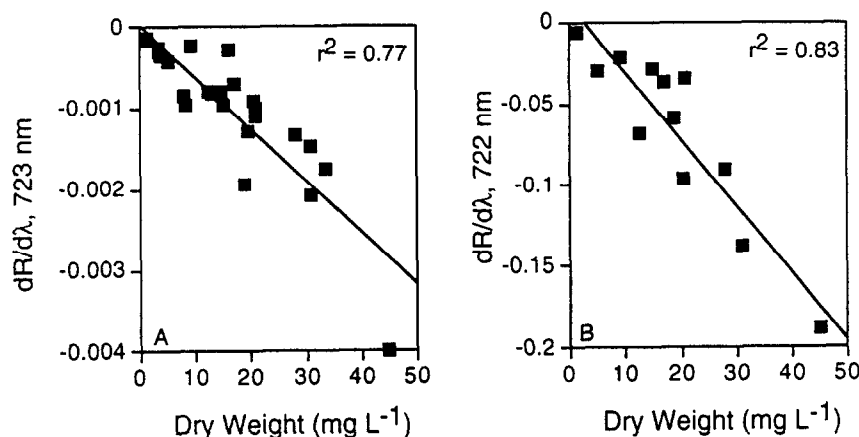 r² = 0.77
0
-0.001
-0.002
-0.003
-0.004
dR/dλ, 723 nm
A
0 10 20 30 40 50
Dry Weight (mg L⁻¹)
r² = 0.83
0
-0.05
-0.1
-0.15
-0.2
dR/dλ, 722 nm
B
0 10 20 30 40 50
Dry Weight (mg L⁻¹)